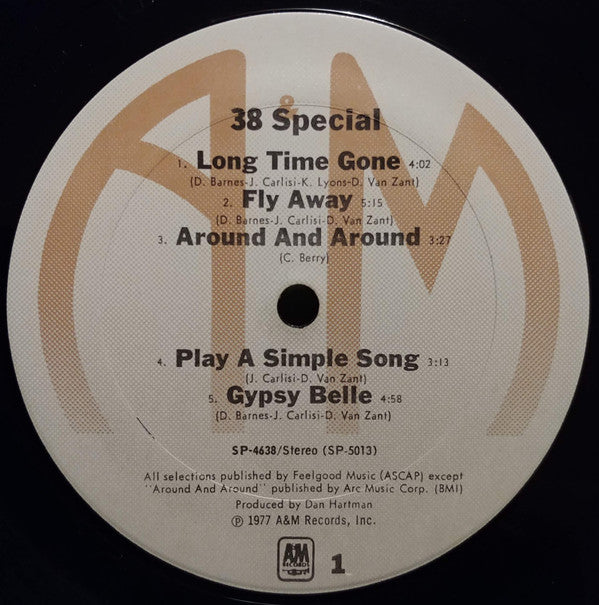 A&M
38 Special
1. Long Time Gone 4:02
(D. Barnes-J. Carlisi-K. Lyons-D. Van Zant)
2. Fly Away 5:15
(D. Barnes-J. Carlisi-D. Van Zant)
3. Around And Around 3:27
(C. Berry)
4. Play A Simple Song 3:13
(J. Carlisi-D. Van Zant)
5. Gypsy Belle 4:58
(D. Barnes-J. Carlisi-D. Van Zant)
SP-4638/Stereo (SP-5013)
All selections published by Feelgood Music (ASCAP) except
"Around And Around" published by Arc Music Corp. (BMI)
Produced by Dan Hartman
℗ 1977 A&M Records, Inc.
A&M
RECORDS
1